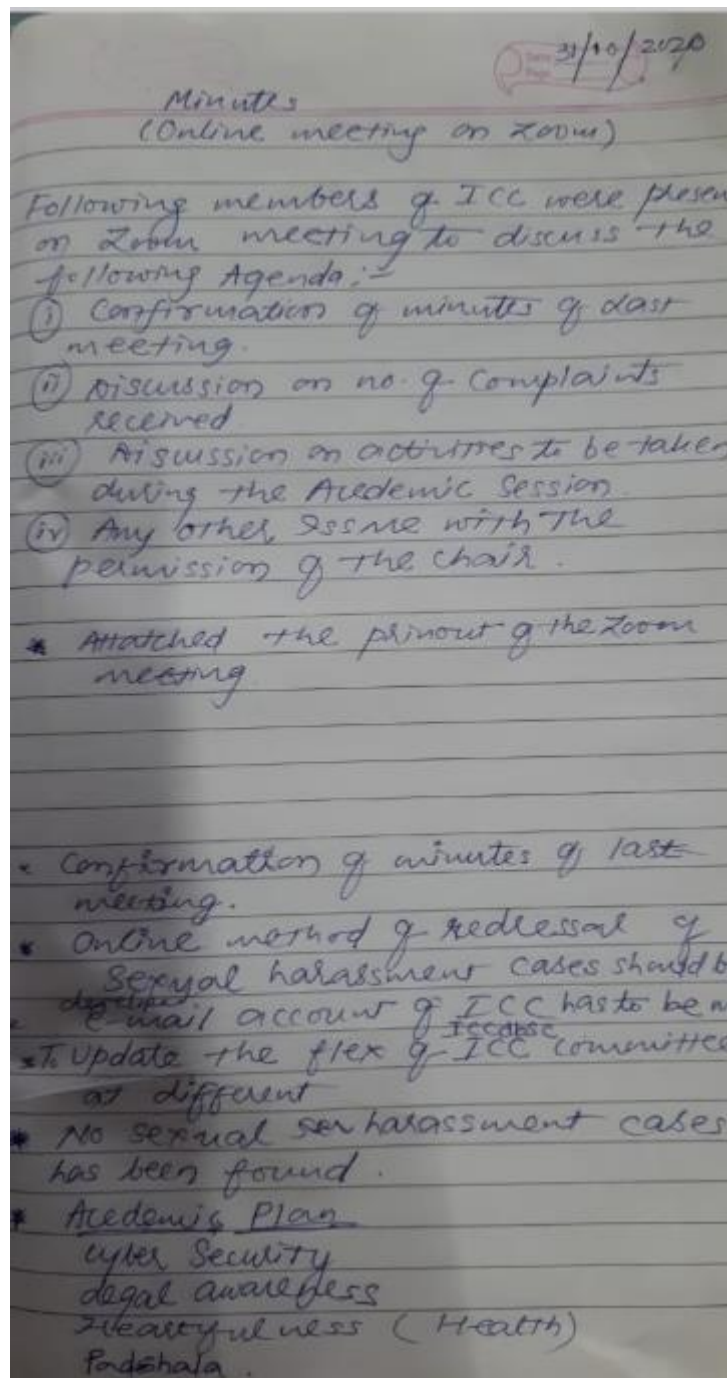 31/10/2020
Minutes
(Online meeting on Zoom)
Following members of ICC were presen
on Zoom meeting to discuss the
following Agenda:-
(i) Confirmation of minutes of Last
meeting.
(ii) Discussion on no. of Complaints
received
(iii) Discussion on activities to be taken
during the Acedemic Session
(iv) Any other Issue with the
permission of the chair.
* Attatched the prinout of the Zoom
meeting
* Confirmation of minutes of last
meeting.
* Online method of redressal of
Sexual harassment cases should b
developed
e-mail account of ICC has to be m
* To Update the flex of ICC committee
at different
* No sexual harassment cases
has been found.
* Acedemic Plan
Cyber Security
Legal awareness
(Health)
Padshala.